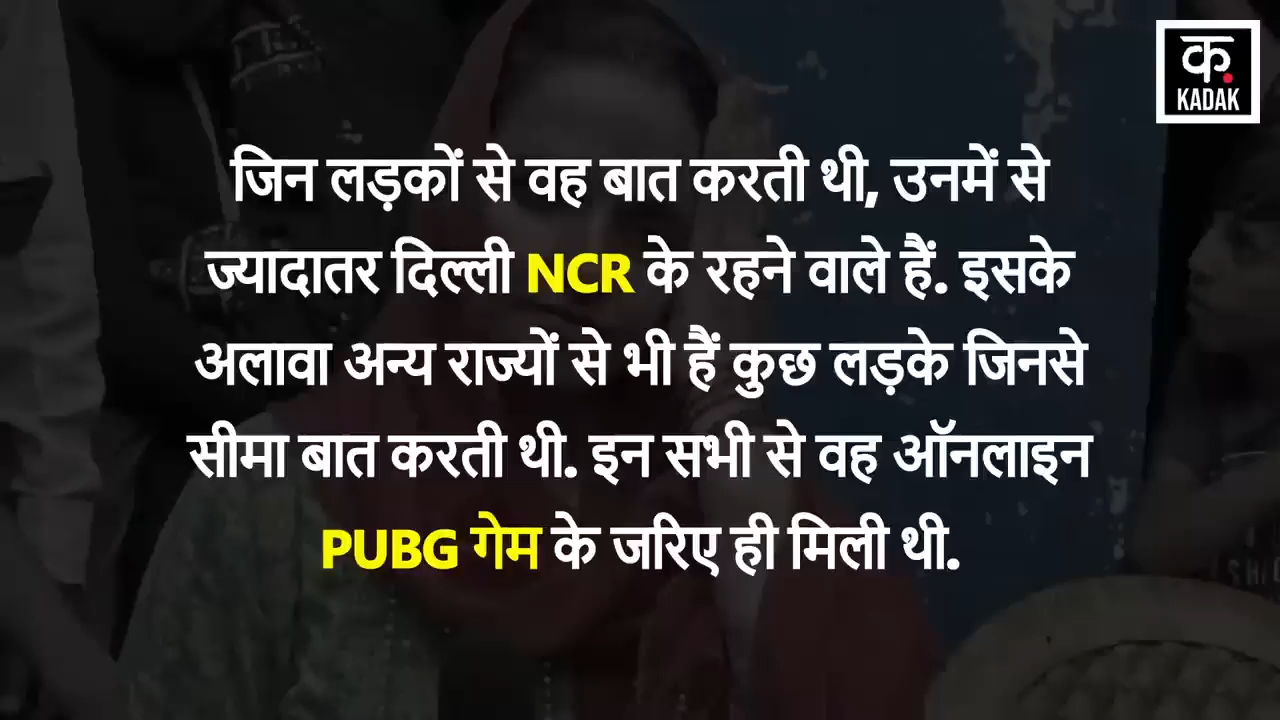 क.
KADAK
जिन लड़कों से वह बात करती थी, उनमें से
ज्यादातर दिल्ली NCR के रहने वाले हैं. इसके
अलावा अन्य राज्यों से भी हैं कुछ लड़के जिनसे
सीमा बात करती थी. इन सभी से वह ऑनलाइन
PUBG गेम के जरिए ही मिली थी.